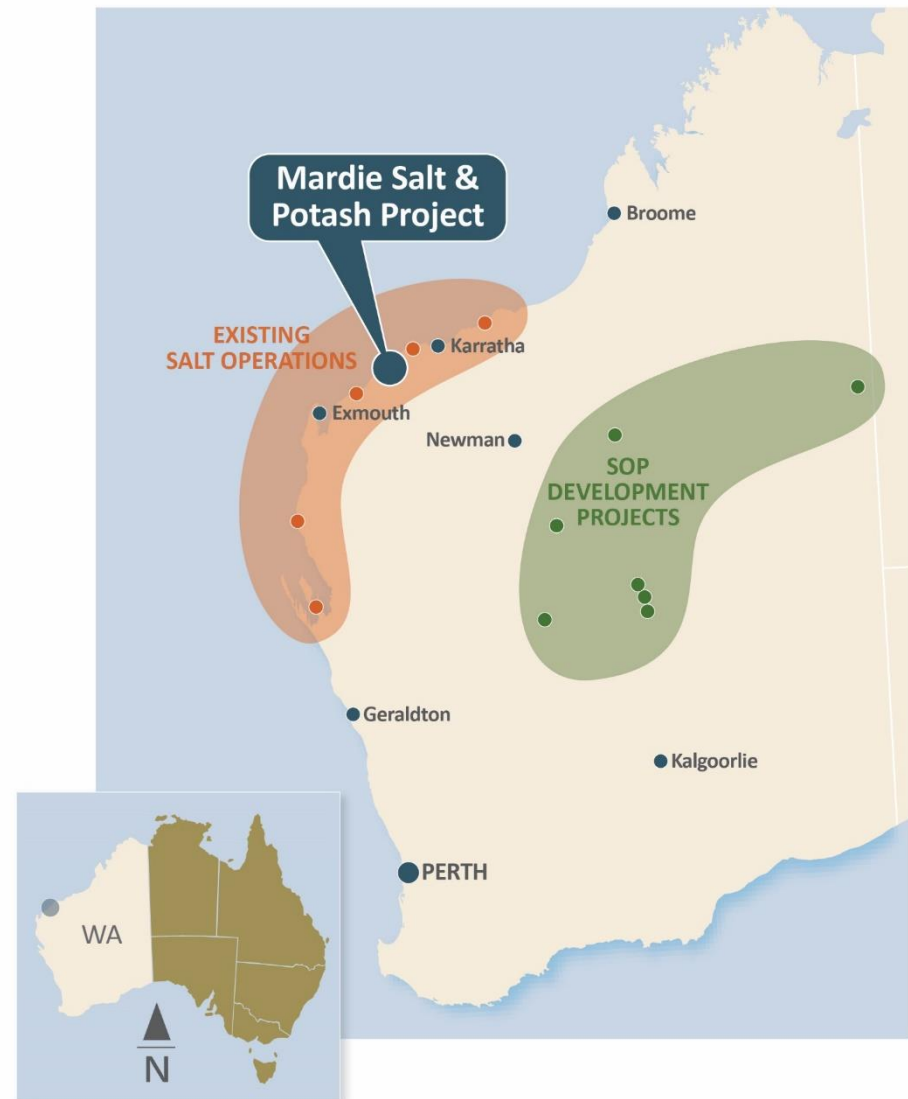 Mardie Salt &
Potash Project
Broome
EXISTING
SALT OPERATIONS
Karratha
Exmouth
Newman
SOP
DEVELOPMENT
PROJECTS
Geraldton
Kalgoorlie
PERTH
WA
N